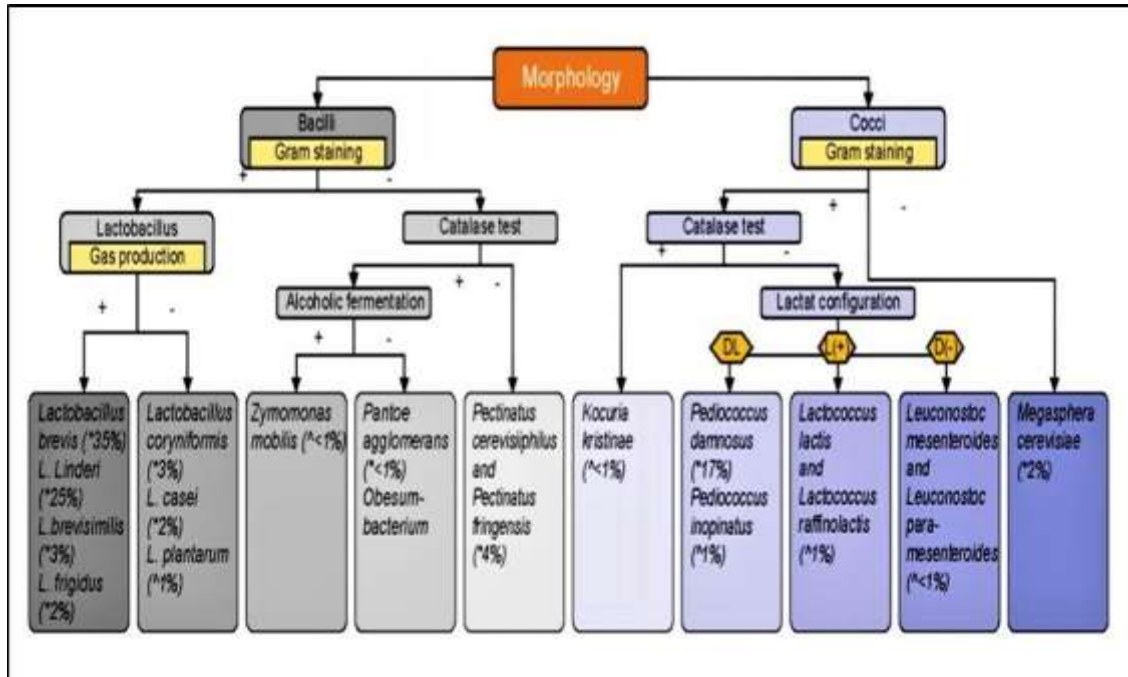 Morphology
Bacilli
Gram staining
Cocci
Gram staining
+
-
+
-
Lactobacillus
Gas production
Catalase test
Catalase test
+
-
+
-
+
-
Alcoholic fermentation
Lactat configuration
+
-
DL
L(+)
D(-)
Lactobacillus
brevis (*35%)
L. Linderi
(*25%)
L.brevisimilis
(*3%)
L. frigidus
(*2%)
Lactobacillus
coryniformis
(*3%)
L. casei
(*2%)
L. plantarum
(^1%)
Zymomonas
mobilis (^<1%)
Pantoe
agglomerans
(*<1%)
Obesum-
bacterium
Pectinatus
cerevisiphilus
and
Pectinatus
fringensis
(*4%)
Kocuria
kristinae
(^<1%)
Pediococcus
damnosus
(*17%)
Pediococcus
inopinatus
(^1%)
Lactococcus
lactis
and
Lactococcus
raffinolactis
(^1%)
Leuconostoc
mesenteroides
and
Leuconostoc
para-
mesenteroides
(^<1%)
Megasphera
cerevisiae
(*2%)